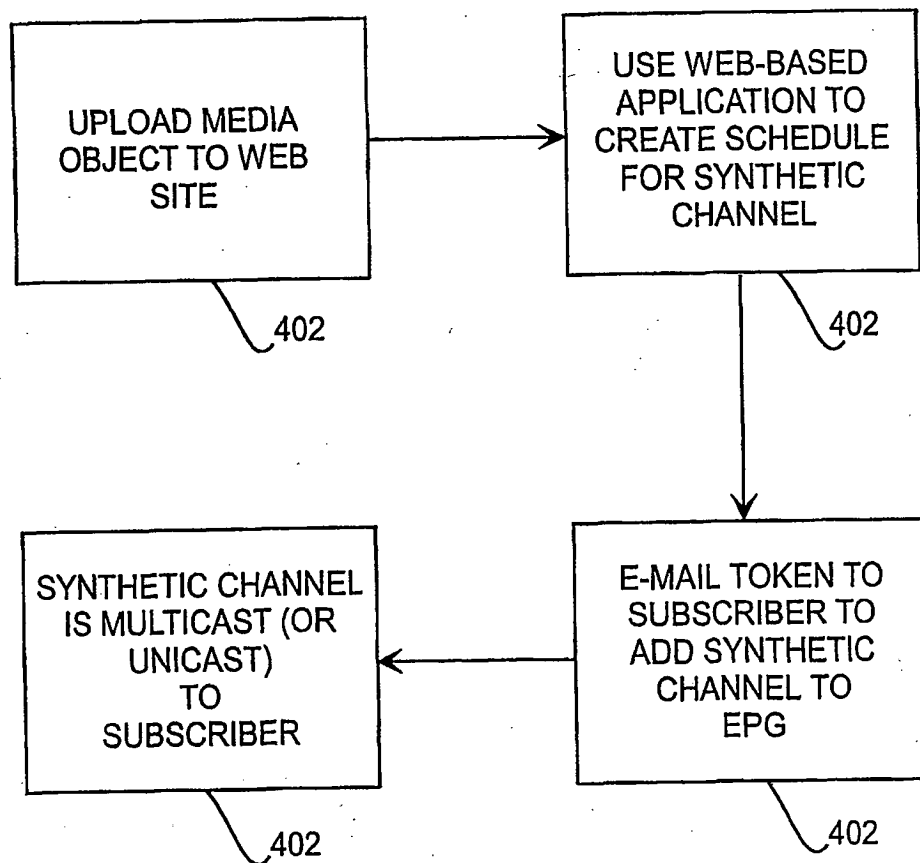 UPLOAD MEDIA
OBJECT TO WEB
SITE
402
USE WEB-BASED
APPLICATION TO
CREATE SCHEDULE
FOR SYNTHETIC
CHANNEL
402
E-MAIL TOKEN TO
SUBSCRIBER TO
ADD SYNTHETIC
CHANNEL TO
EPG
402
SYNTHETIC CHANNEL
IS MULTICAST (OR
UNICAST)
TO
SUBSCRIBER
402